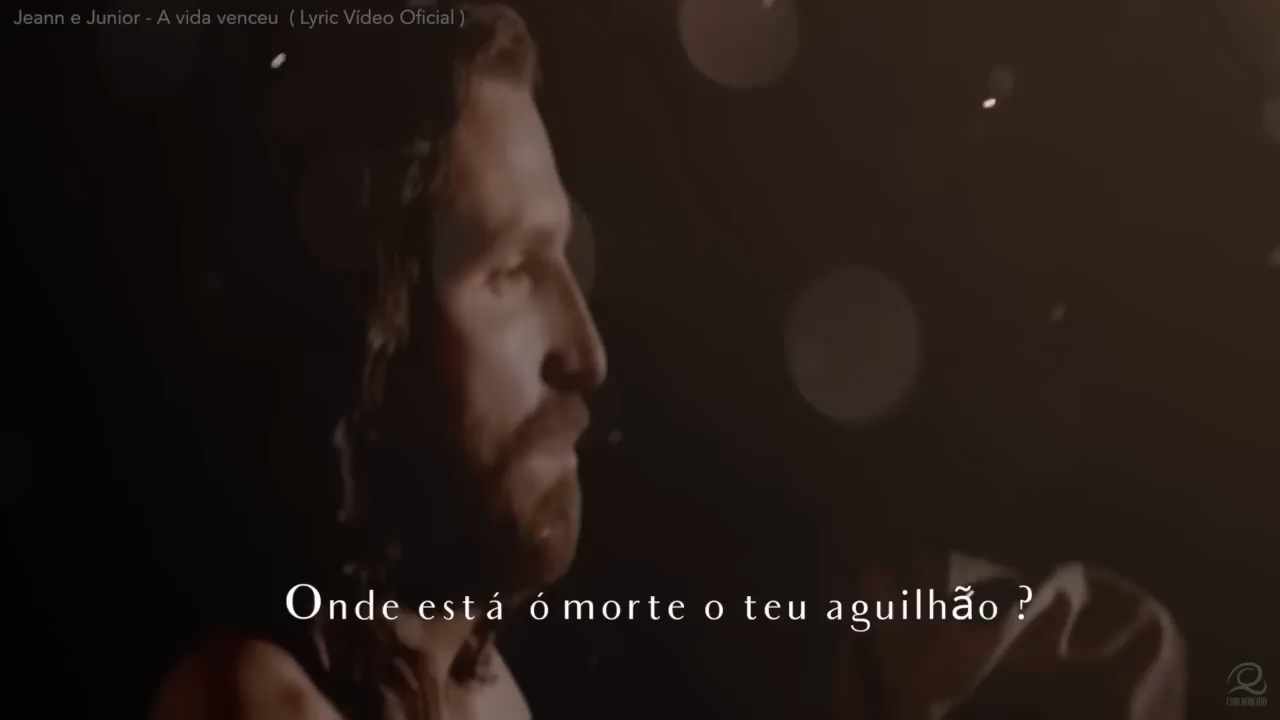 Jeann e Junior - A vida venceu ( Lyric Vídeo Oficial )
Onde está ó morte o teu aguilhão ?